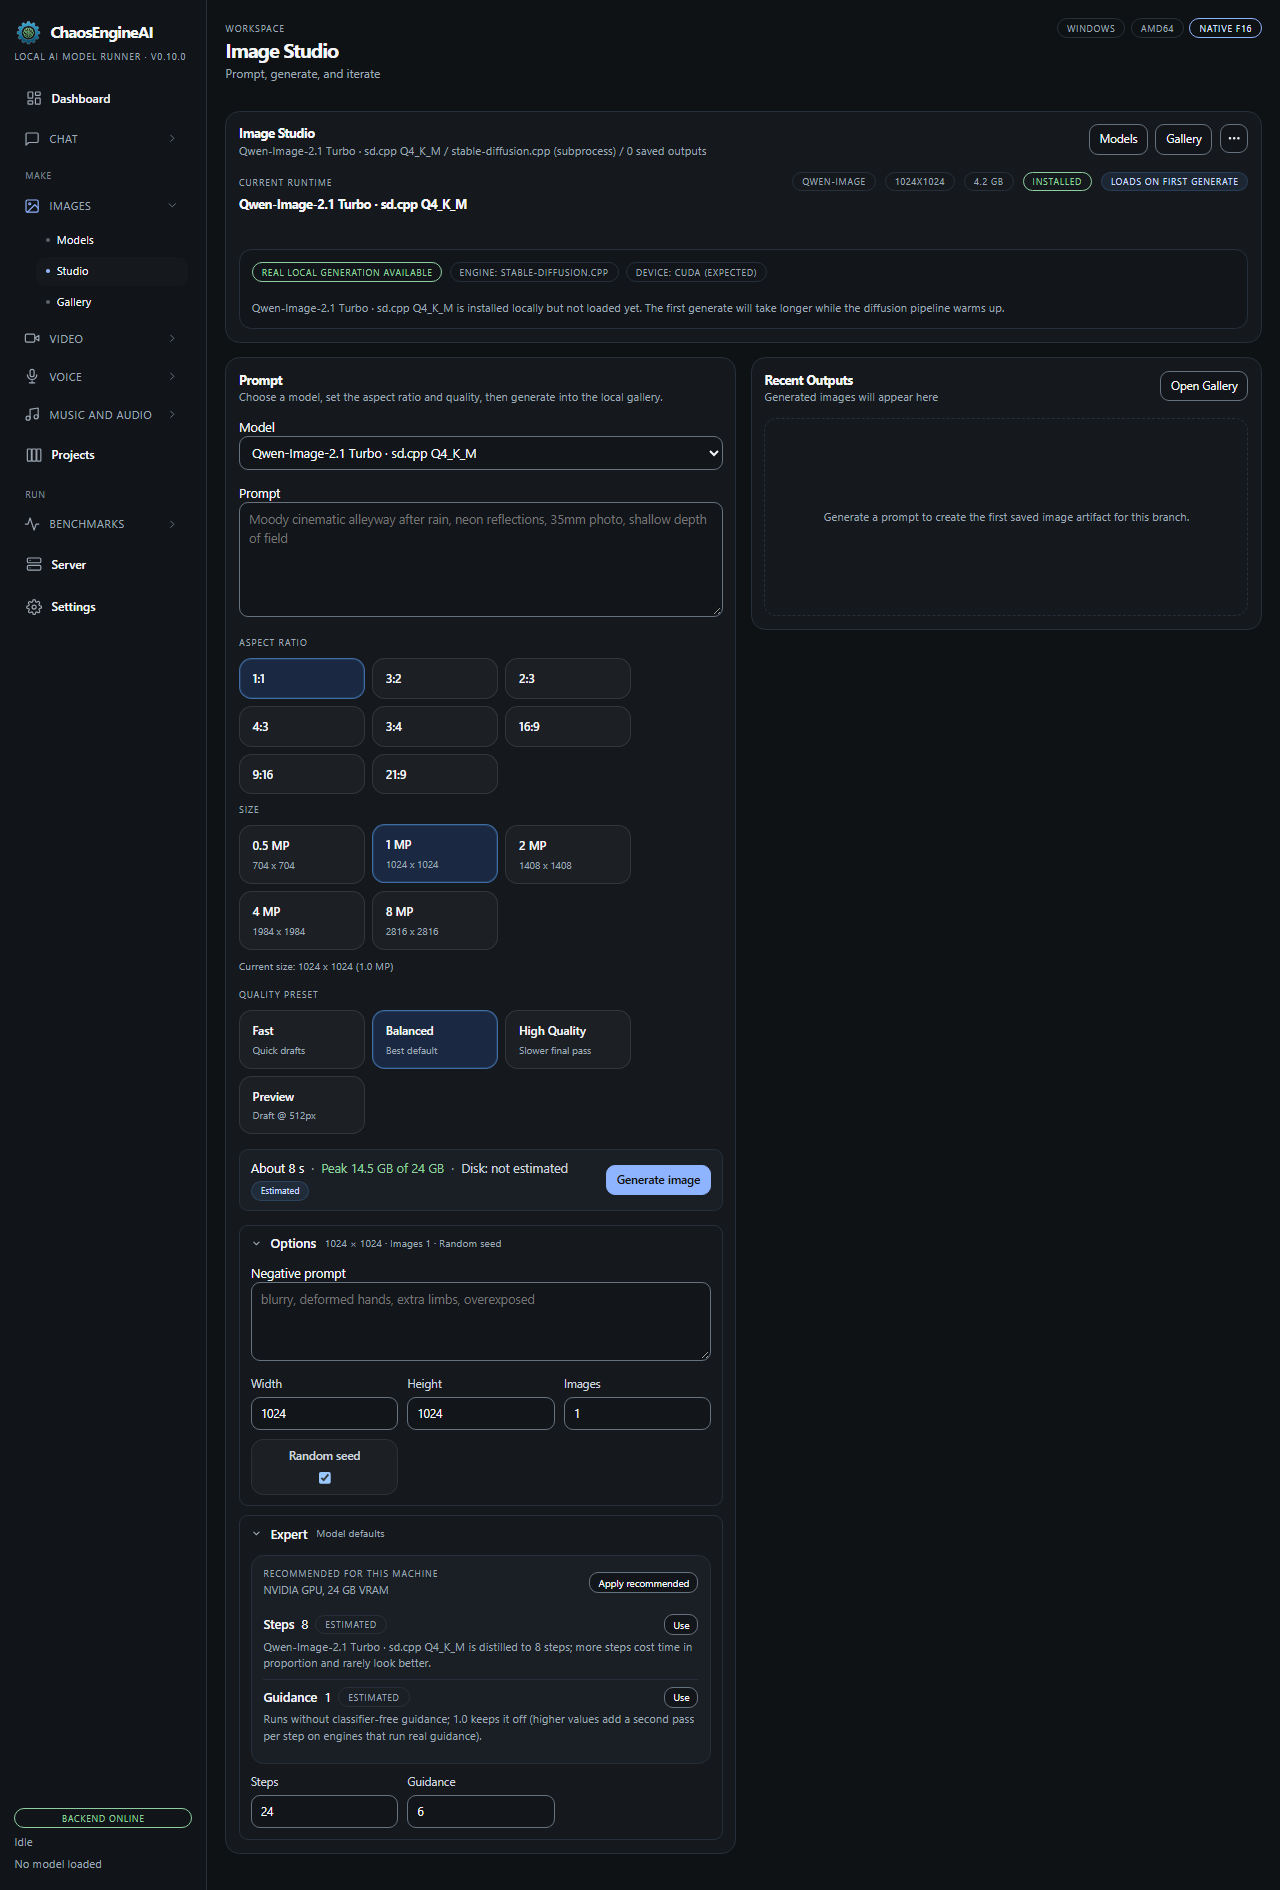 ChaosEngineAI
LOCAL AI MODEL RUNNER · V0.10.0
Dashboard
CHAT
MAKE
IMAGES
Models
Studio
Gallery
VIDEO
VOICE
MUSIC AND AUDIO
Projects
RUN
BENCHMARKS
Server
Settings
BACKEND ONLINE
Idle
No model loaded
WORKSPACE
Image Studio
Prompt, generate, and iterate
WINDOWS
AMD64
NATIVE F16
Image Studio
Qwen-Image-2.1 Turbo · sd.cpp Q4_K_M / stable-diffusion.cpp (subprocess) / 0 saved outputs
Models
Gallery
CURRENT RUNTIME
Qwen-Image-2.1 Turbo · sd.cpp Q4_K_M
QWEN-IMAGE
1024X1024
4.2 GB
INSTALLED
LOADS ON FIRST GENERATE
REAL LOCAL GENERATION AVAILABLE
ENGINE: STABLE-DIFFUSION.CPP
DEVICE: CUDA (EXPECTED)
Qwen-Image-2.1 Turbo · sd.cpp Q4_K_M is installed locally but not loaded yet. The first generate will take longer while the diffusion pipeline warms up.
Prompt
Choose a model, set the aspect ratio and quality, then generate into the local gallery.
Model
Qwen-Image-2.1 Turbo · sd.cpp Q4_K_M
Prompt
Moody cinematic alleyway after rain, neon reflections, 35mm photo, shallow depth
of field
ASPECT RATIO
1:1
3:2
2:3
4:3
3:4
16:9
9:16
21:9
SIZE
0.5 MP
704 x 704
1 MP
1024 x 1024
2 MP
1408 x 1408
4 MP
1984 x 1984
8 MP
2816 x 2816
Current size: 1024 x 1024 (1.0 MP)
QUALITY PRESET
Fast
Quick drafts
Balanced
Best default
High Quality
Slower final pass
Preview
Draft @ 512px
About 8 s · Peak 14.5 GB of 24 GB · Disk: not estimated
Estimated
Generate image
Options 1024 × 1024 · Images 1 · Random seed
Negative prompt
blurry, deformed hands, extra limbs, overexposed
Width
Height
Images
1024
1024
1
Random seed
Expert Model defaults
RECOMMENDED FOR THIS MACHINE
NVIDIA GPU, 24 GB VRAM
Apply recommended
Steps 8 ESTIMATED
Use
Qwen-Image-2.1 Turbo · sd.cpp Q4_K_M is distilled to 8 steps; more steps cost time in
proportion and rarely look better.
Guidance 1 ESTIMATED
Use
Runs without classifier-free guidance; 1.0 keeps it off (higher values add a second pass
per step on engines that run real guidance).
Steps
Guidance
24
6
Recent Outputs
Generated images will appear here
Open Gallery
Generate a prompt to create the first saved image artifact for this branch.